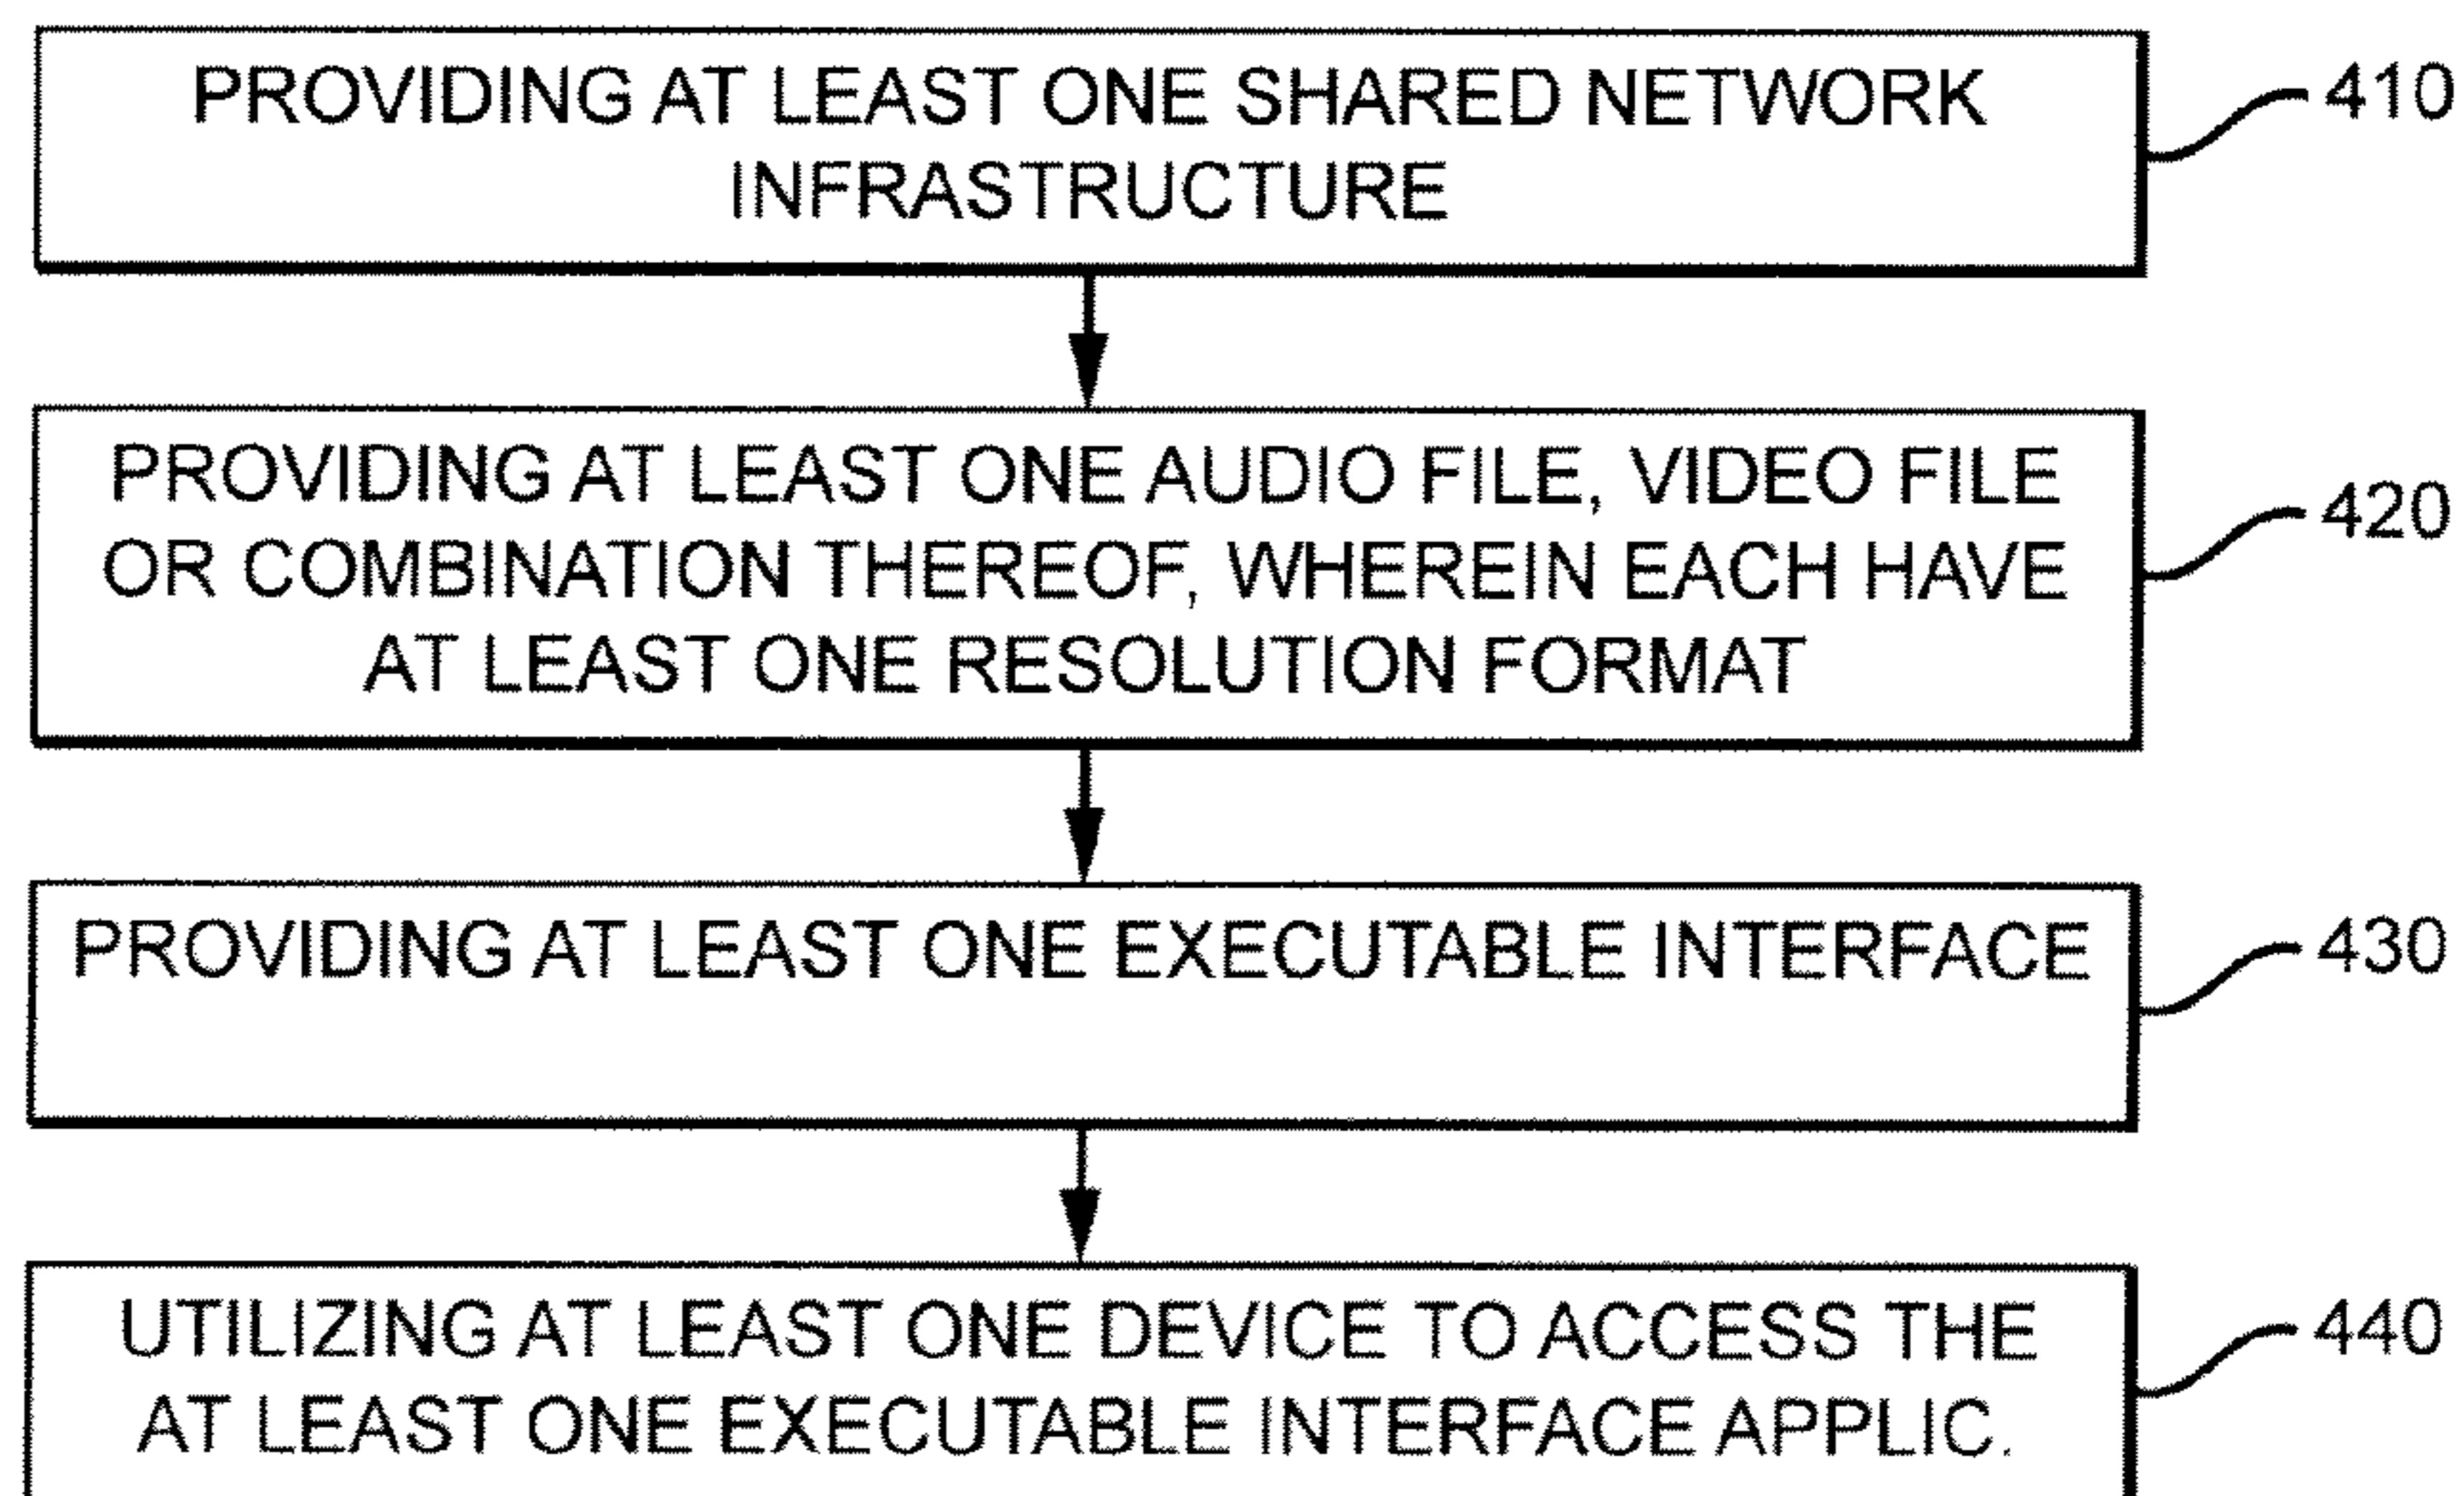 PROVIDING AT LEAST ONE SHARED NETWORK
INFRASTRUCTURE
410
PROVIDING AT LEAST ONE AUDIO FILE, VIDEO FILE
OR COMBINATION THEREOF, WHEREIN EACH HAVE
AT LEAST ONE RESOLUTION FORMAT
420
PROVIDING AT LEAST ONE EXECUTABLE INTERFACE
430
UTILIZING AT LEAST ONE DEVICE TO ACCESS THE
AT LEAST ONE EXECUTABLE INTERFACE APPLIC.
440